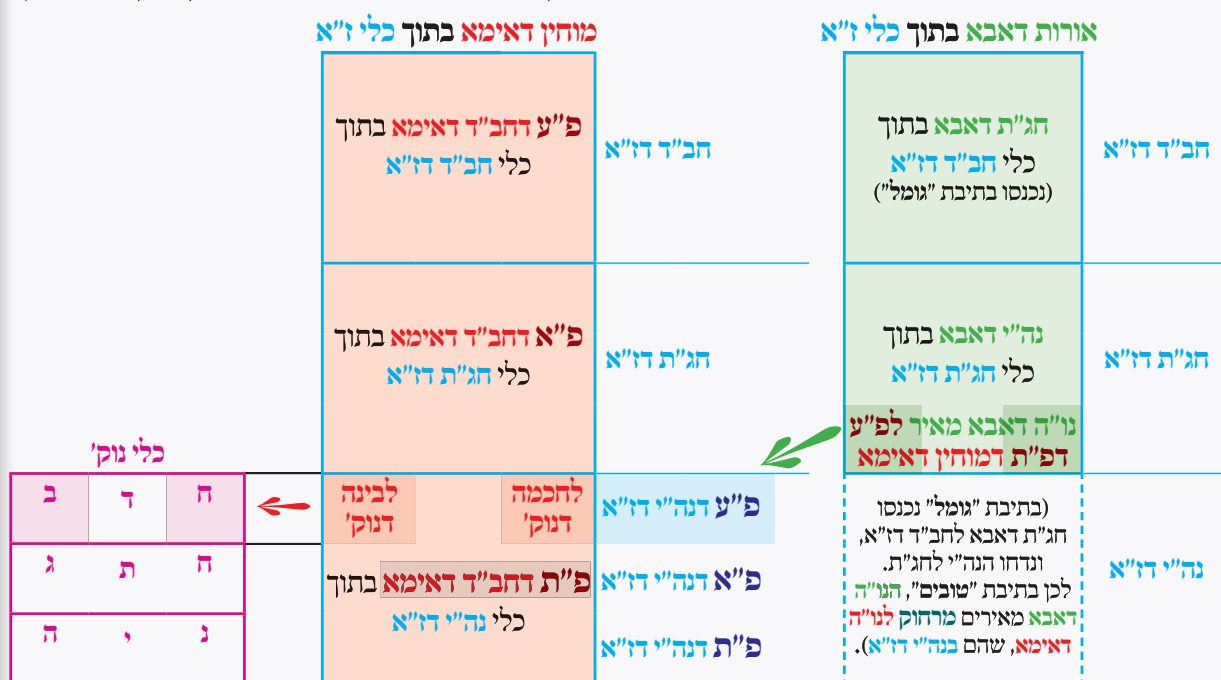 אורות דאבא בתוך כלי ז"א
חב"ד דז"א
חג"ת דאבא בתוך
כלי חב"ד דז"א
(נכנסו בתיבת "גומל")
חג"ת דז"א
נה"י דאבא בתוך
כלי חג"ת דז"א
נו"ה דאבא מאיר לפ"ע
דפ"ת דמוחין דאימא
נה"י דז"א
(בתיבת "גומל" נכנסו
חג"ת דאבא לחב"ד דז"א,
ונדחו הנה"י לחג"ת.
לכן בתיבת "טובים", הנו"ה
דאבא מאירים מרחוק לנו"ה
דאימא, שהם בנה"י דז"א).
מוחין דאימא בתוך כלי ז"א
חב"ד דז"א
פ"ע דחב"ד דאימא בתוך
כלי חב"ד דז"א
חג"ת דז"א
פ"א דחב"ד דאימא בתוך
כלי חג"ת דז"א
פ"ע דנה"י דז"א
פ"א דנה"י דז"א
פ"ת דנה"י דז"א
לחכמה
דנוק'
לבינה
דנוק'
פ"ת דחב"ד דאימא בתוך
כלי נה"י דז"א
כלי נוק'
ח ד ב
ח ת ג
נ י ה